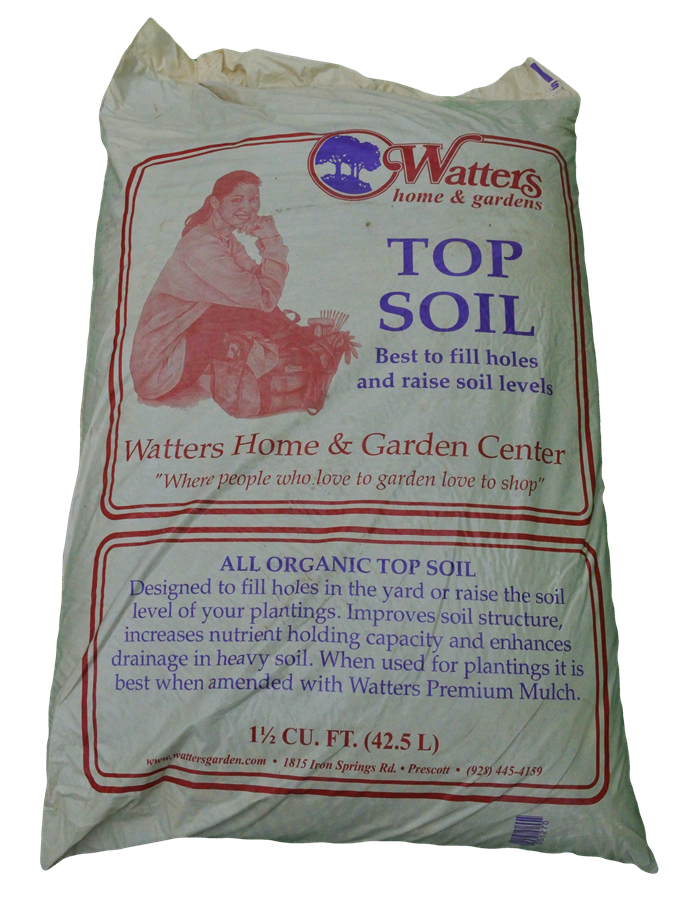 Watters
home & gardens
TOP
SOIL
Best to fill holes
and raise soil levels
Watters Home & Garden Center
"Where people who love to garden love to shop"
ALL ORGANIC TOP SOIL
Designed to fill holes in the yard or raise the soil
level of your plantings. Improves soil structure,
increases nutrient holding capacity and enhances
drainage in heavy soil. When used for plantings it is
best when amended with Watters Premium Mulch.
1½ CU. FT. (42.5 L)
www.wattersgarden.com • 1815 Iron Springs Rd. • Prescott • (928) 445-4159